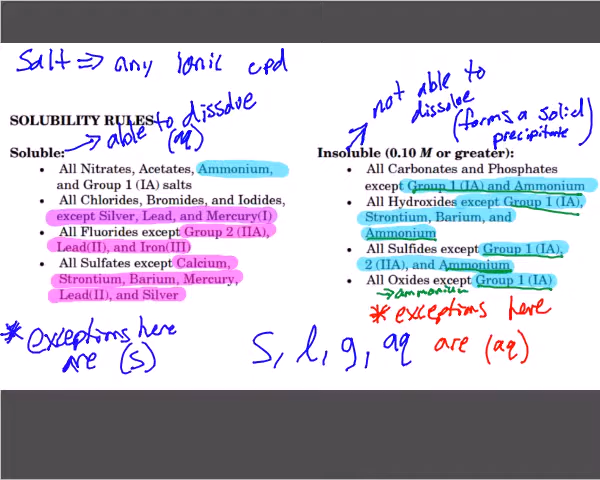 Salt => any ionic cpd
SOLUBILITY RULES
able to dissolve
(aq)
Soluble:
• All Nitrates, Acetates, Ammonium,
and Group 1 (IA) salts
• All Chlorides, Bromides, and Iodides,
except Silver, Lead, and Mercury(I)
• All Fluorides except Group 2 (IIA),
Lead(II), and Iron(III)
• All Sulfates except Calcium,
Strontium, Barium, Mercury,
Lead(II), and Silver
* exceptions here
are (s)
not able to
dissolve
(forms a solid
precipitate)
Insoluble (0.10 M or greater):
• All Carbonates and Phosphates
except Group 1 (IA) and Ammonium
• All Hydroxides except Group 1 (IA),
Strontium, Barium, and
Ammonium
• All Sulfides except Group 1 (IA),
2 (IIA), and Ammonium
• All Oxides except Group 1 (IA)
→ ammonium
* exceptions here
are (aq)
s, l, g, aq